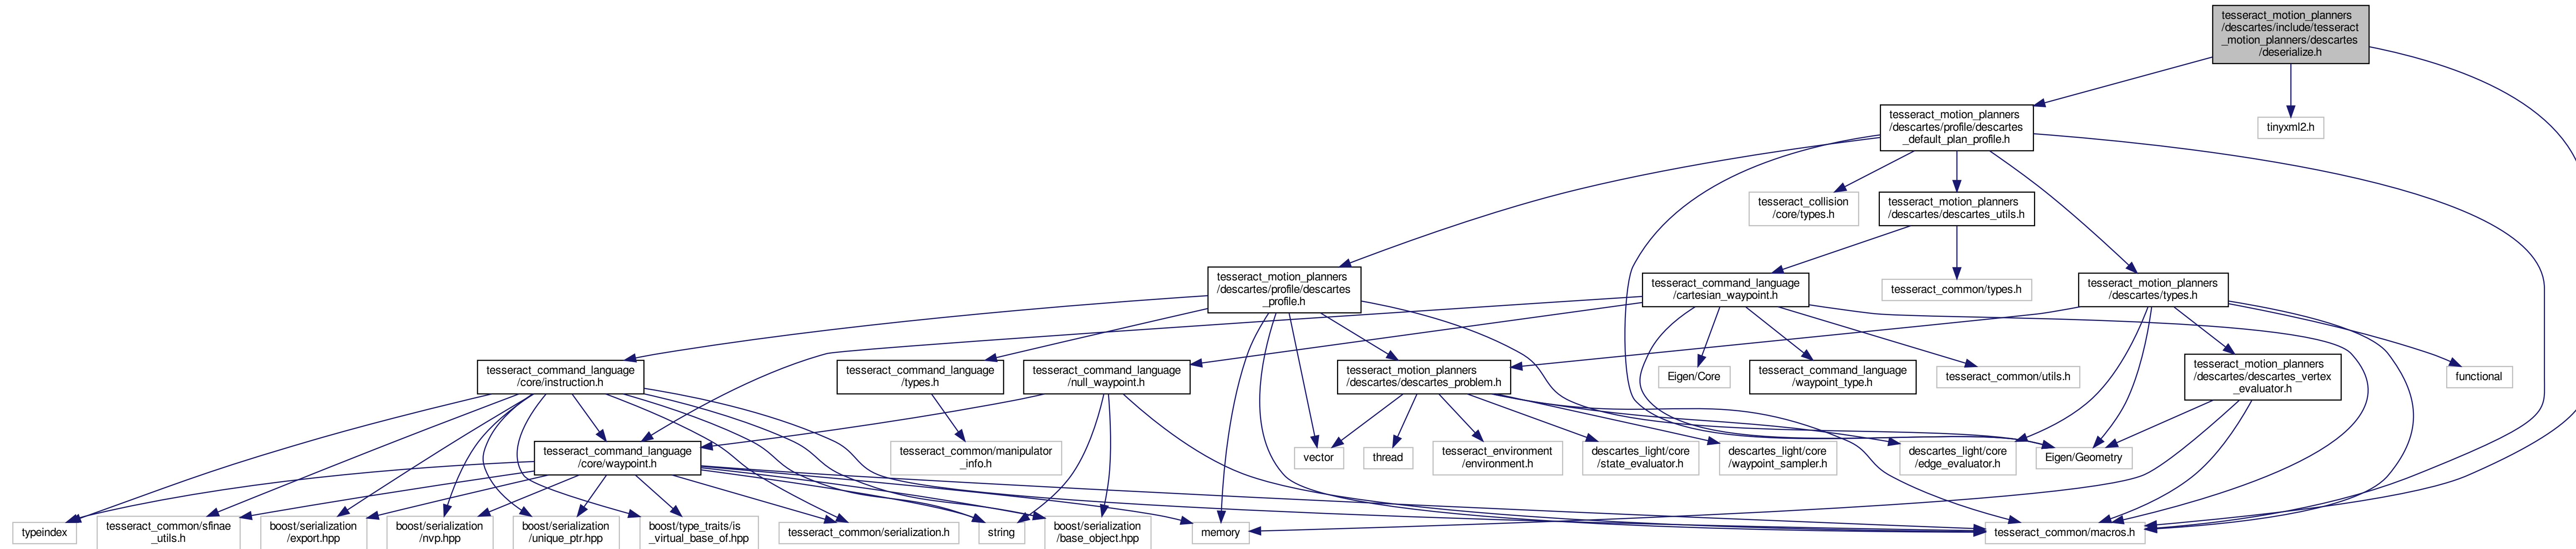 tesseract_motion_planners
/descartes/include/tesseract
_motion_planners/descartes
/deserialize.h
tesseract_motion_planners
/descartes/profile/descartes
_default_plan_profile.h
tinyxml2.h
tesseract_collision
/core/types.h
tesseract_motion_planners
/descartes/descartes_utils.h
tesseract_motion_planners
/descartes/profile/descartes
_profile.h
tesseract_command_language
/cartesian_waypoint.h
tesseract_common/types.h
tesseract_motion_planners
/descartes/types.h
tesseract_command_language
/core/instruction.h
tesseract_command_language
/types.h
tesseract_command_language
/null_waypoint.h
tesseract_motion_planners
/descartes/descartes_problem.h
Eigen/Core
tesseract_command_language
/waypoint_type.h
tesseract_common/utils.h
tesseract_motion_planners
/descartes/descartes_vertex
_evaluator.h
functional
tesseract_command_language
/core/waypoint.h
tesseract_common/manipulator
_info.h
vector
thread
tesseract_environment
/environment.h
descartes_light/core
/state_evaluator.h
descartes_light/core
/waypoint_sampler.h
descartes_light/core
/edge_evaluator.h
Eigen/Geometry
typeindex
tesseract_common/sfinae
_utils.h
boost/serialization
/export.hpp
boost/serialization
/nvp.hpp
boost/serialization
/unique_ptr.hpp
boost/type_traits/is
_virtual_base_of.hpp
tesseract_common/serialization.h
string
boost/serialization
/base_object.hpp
memory
tesseract_common/macros.h